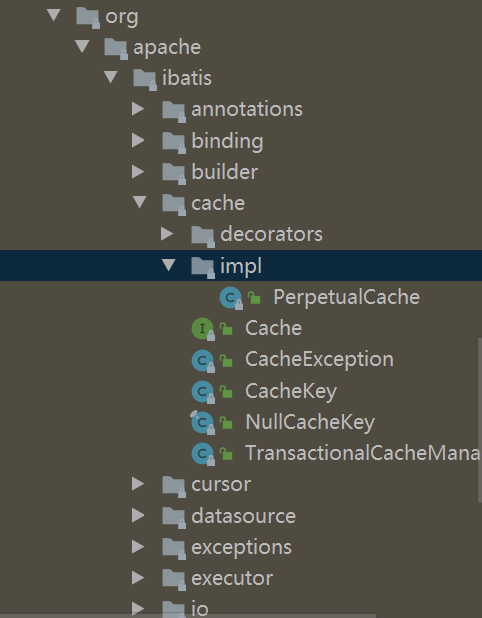 org
apache
ibatis
annotations
binding
builder
cache
decorators
impl
C PerpetualCache
I Cache
C CacheException
C CacheKey
C NullCacheKey
C TransactionalCacheMana
cursor
datasource
exceptions
executor
io